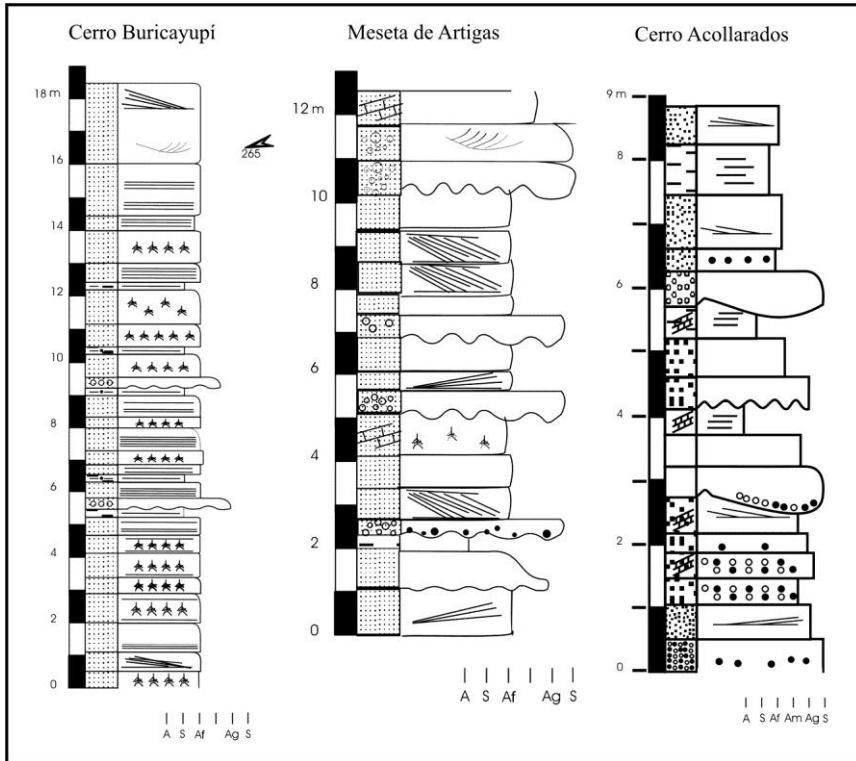 Cerro Buricayupí
18 m
16
14
12
10
8
6
4
2
0
265
A S Af Ag S
Meseta de Artigas
12 m
10
8
6
4
2
0
A S Af Ag S
Cerro Acollarados
9 m
8
6
4
2
0
A S Af Am Ag S